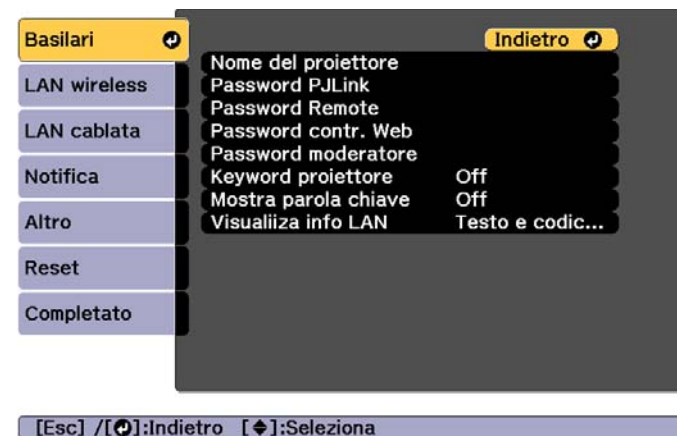 Basilari
LAN wireless
LAN cablata
Notifica
Altro
Reset
Completato
Indietro
Nome del proiettore
Password PJLink
Password Remote
Password contr. Web
Password moderatore
Keyword proiettore Off
Mostra parola chiave Off
Visualiiza info LAN Testo e codic...
[Esc] /[⏎]:Indietro [♦]:Seleziona